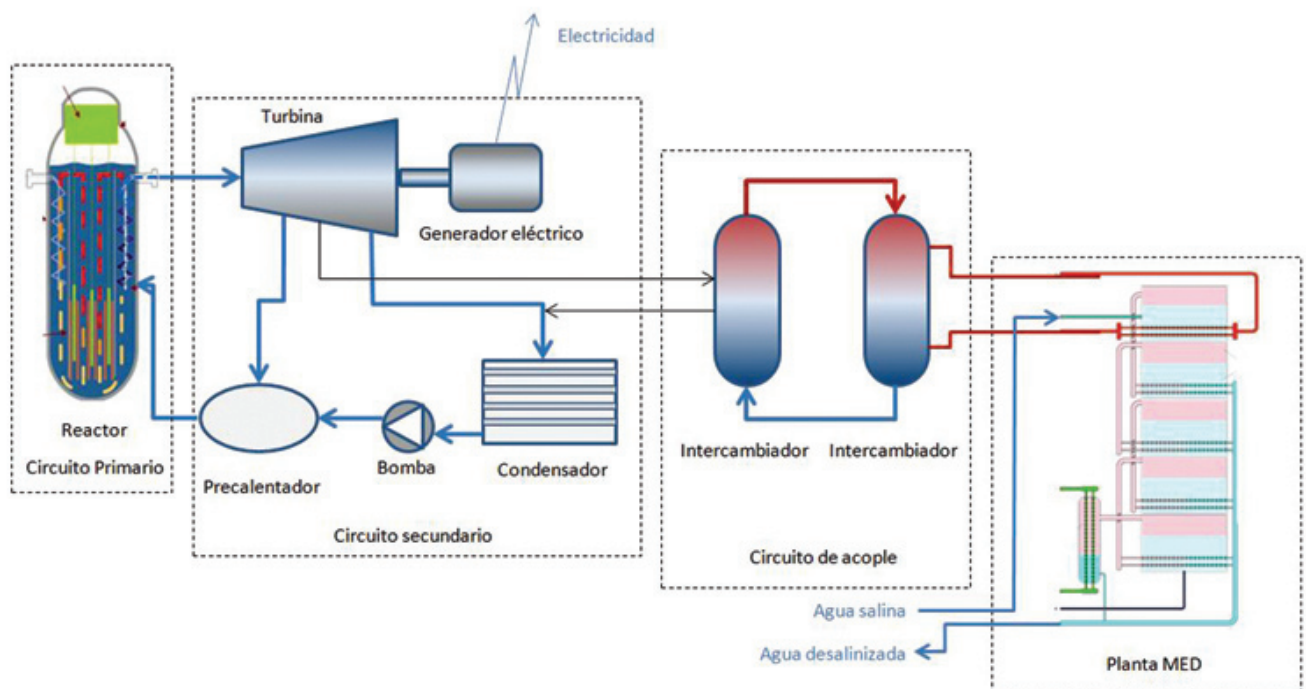 Electricidad
Turbina
Generador eléctrico
Reactor
Circuito Primario
Precalentador
Bomba
Condensador
Circuito secundario
Intercambiador
Intercambiador
Circuito de acople
Agua salina
Agua desalinizada
Planta MED